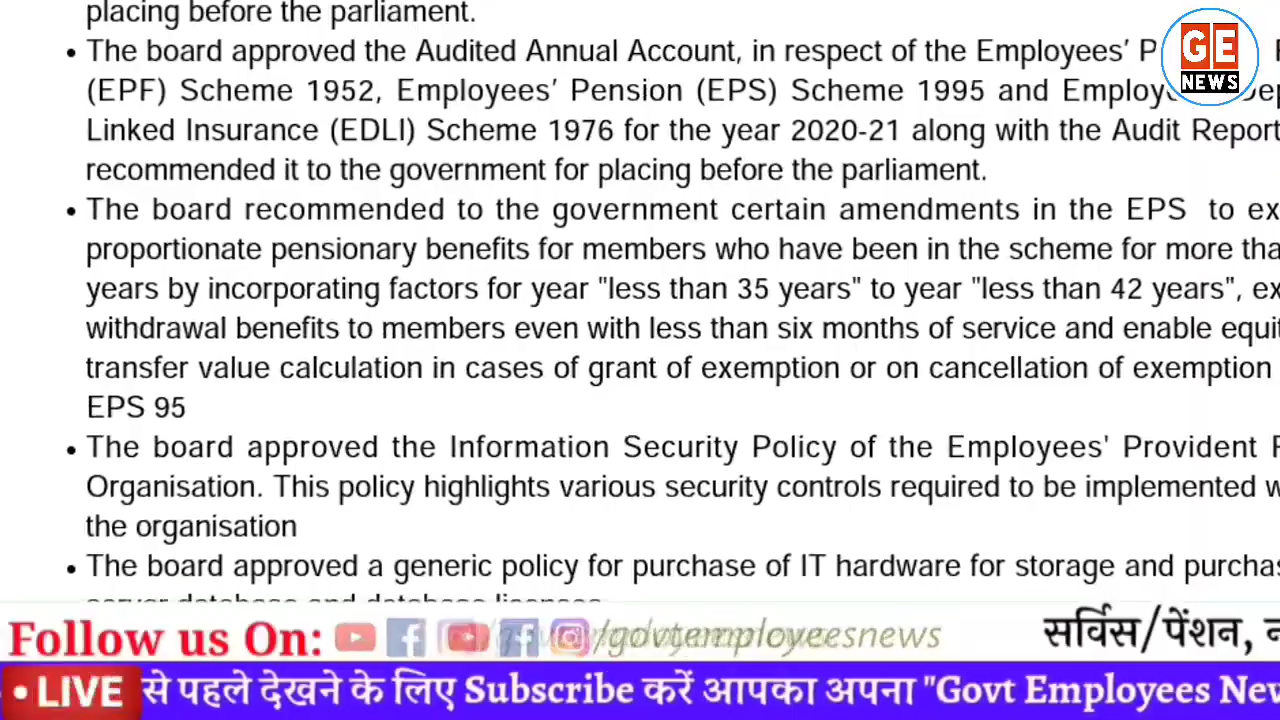 placing before the parliament.
• The board approved the Audited Annual Account, in respect of the Employees'
(EPF) Scheme 1952, Employees' Pension (EPS) Scheme 1995 and
Linked Insurance (EDLI) Scheme 1976 for the year 2020-21 along with the Audit Report
recommended it to the government for placing before the parliament.
• The board recommended to the government certain amendments in the EPS to
proportionate pensionary benefits for members who have been in the scheme for more
years by incorporating factors for year "less than 35 years" to year "less than 42 years",
withdrawal benefits to members even with less than six months of service and enable
transfer value calculation in cases of grant of exemption or on cancellation of exemption
EPS 95
• The board approved the Information Security Policy of the Employees' Provident
Organisation. This policy highlights various security controls required to be implemented
the organisation
• The board approved a generic policy for purchase of IT hardware for storage and
server database and database licenses
GE
NEWS
Follow us On: /govtemployeesnews
सर्विस/पेंशन,
• LIVE
से पहले देखने के लिए Subscribe करें आपका अपना "Govt Employees